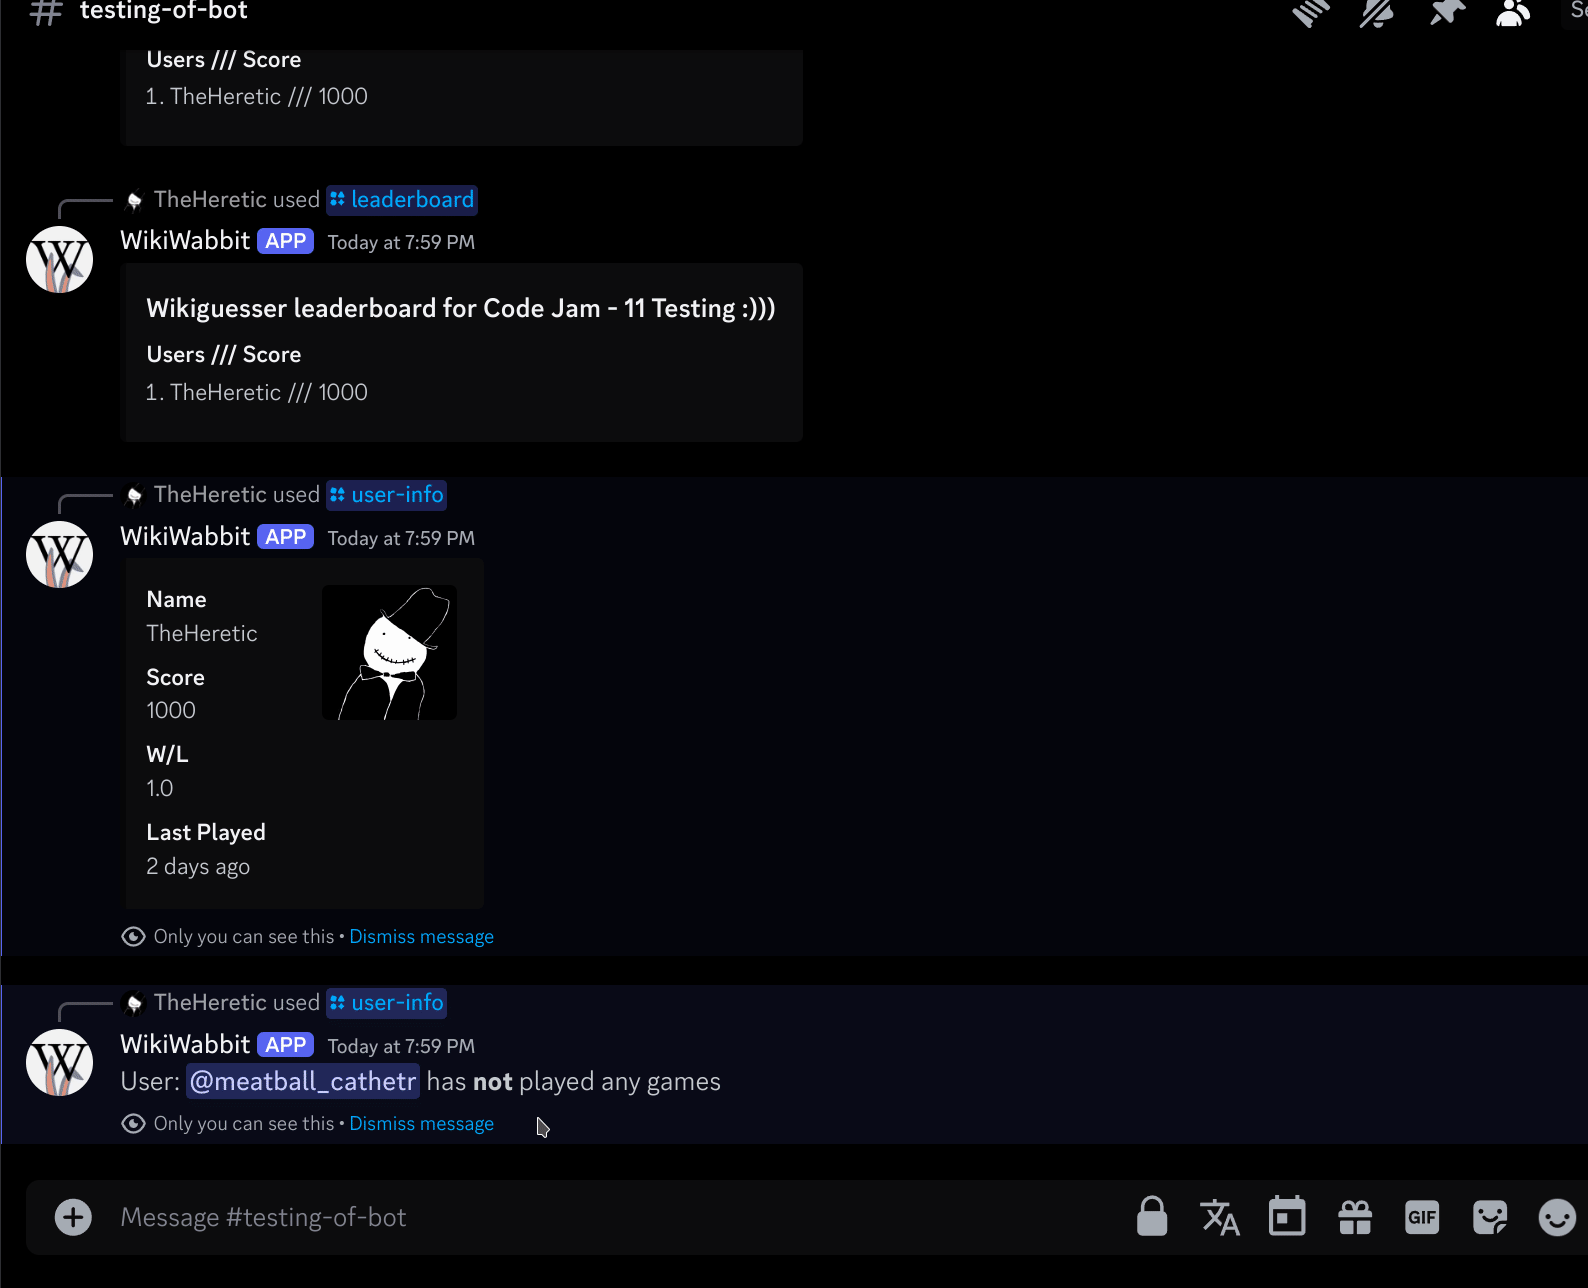 # testing-of-bot
Users /// Score
1. TheHeretic /// 1000
TheHeretic used leaderboard
WikiWabbit APP Today at 7:59 PM
Wikiguesser leaderboard for Code Jam - 11 Testing :)))
Users /// Score
1. TheHeretic /// 1000
TheHeretic used user-info
WikiWabbit APP Today at 7:59 PM
Name
TheHeretic
Score
1000
W/L
1.0
Last Played
2 days ago
Only you can see this • Dismiss message
TheHeretic used user-info
WikiWabbit APP Today at 7:59 PM
User: @meatball_cathetr has not played any games
Only you can see this • Dismiss message
Message #testing-of-bot
GIF